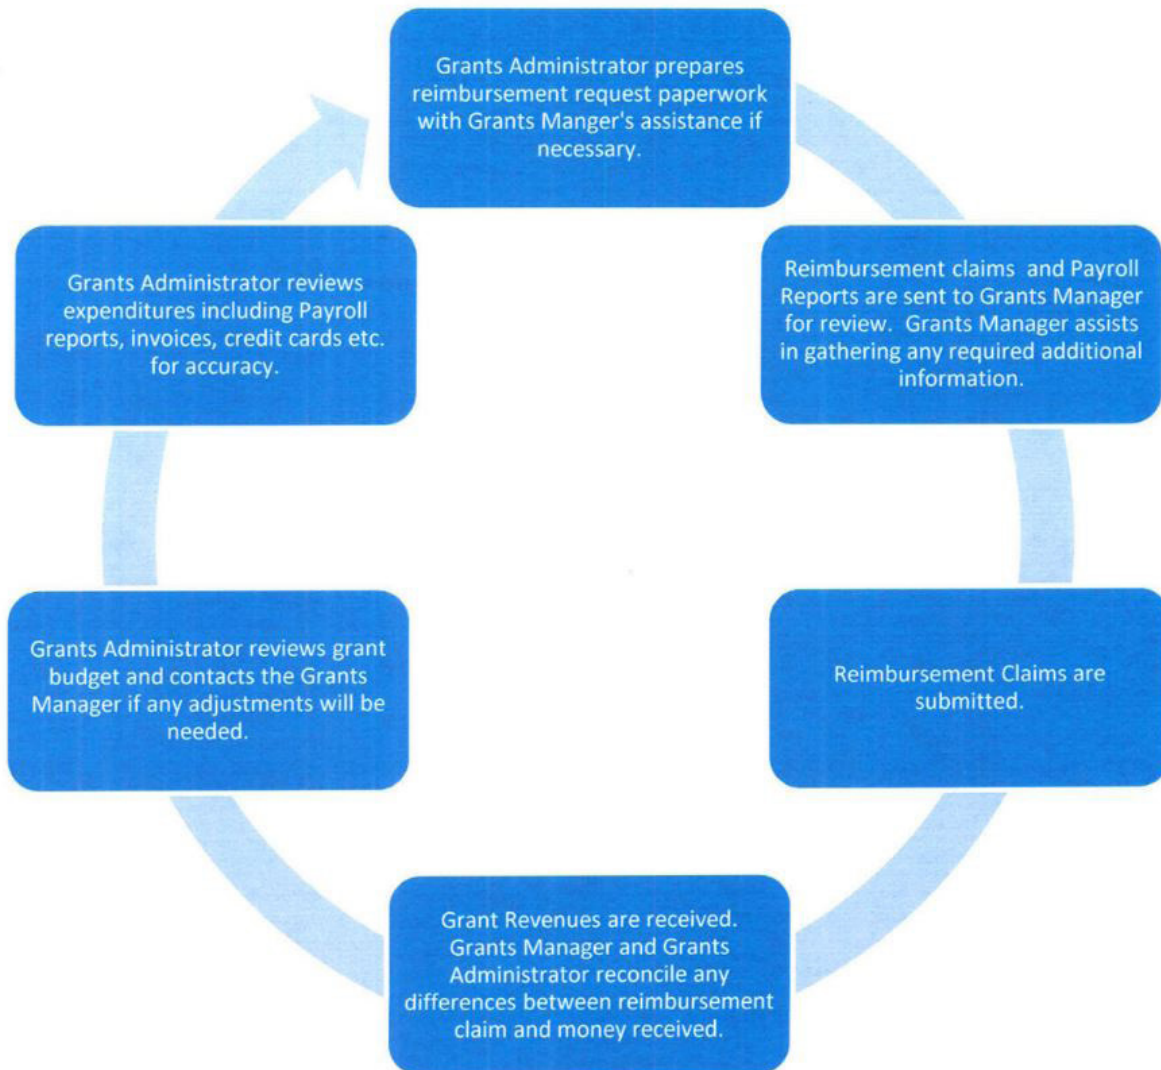 Grants Administrator prepares
reimbursement request paperwork
with Grants Manger's assistance if
necessary.
Reimbursement claims and Payroll
Reports are sent to Grants Manager
for review. Grants Manager assists
in gathering any required additional
information.
Reimbursement Claims are
submitted.
Grant Revenues are received.
Grants Manager and Grants
Administrator reconcile any
differences between reimbursement
claim and money received.
Grants Administrator reviews grant
budget and contacts the Grants
Manager if any adjustments will be
needed.
Grants Administrator reviews
expenditures including Payroll
reports, invoices, credit cards etc.
for accuracy.